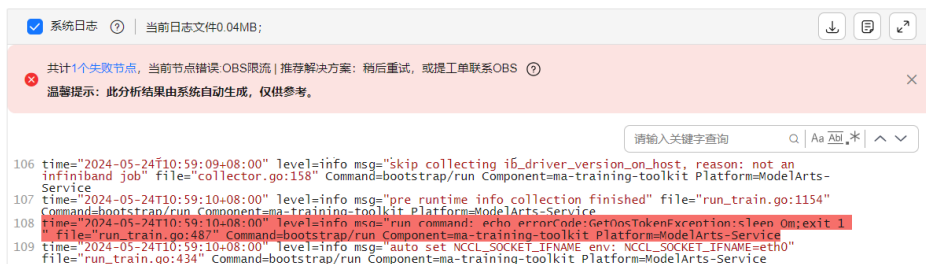 系统日志 ? 当前日志文件0.04MB;
共计1个失败节点，当前节点错误:OBS限流 | 推荐解决方案：稍后重试，或提工单联系OBS ?
温馨提示：此分析结果由系统自动生成，仅供参考。
请输入关键字查询 Aa Abl .*
106 time="2024-05-24T10:59:09+08:00" level=info msg="skip collecting ib_driver_version_on_host, reason: not an
infiniband job" file="collector.go:158" Command=bootstrap/run Component=ma-training-toolkit Platform=ModelArts-
Service
107 time="2024-05-24T10:59:10+08:00" level=info msg="pre runtime info collection finished" file="run_train.go:1154"
Command=bootstrap/run Component=ma-training-toolkit Platform=ModelArts-Service
108 time="2024-05-24T10:59:10+08:00" level=info msg="run command: echo errorCode:GetOosTokenException;sleep 0m;exit 1
" file="run_train.go:487" Command=bootstrap/run Component=ma-training-toolkit Platform=ModelArts-Service
109 time="2024-05-24T10:59:10+08:00" level=info msg="auto set NCCL_SOCKET_IFNAME env: NCCL_SOCKET_IFNAME=eth0"
file="run_train.go:434" Command=bootstrap/run Component=ma-training-toolkit Platform=ModelArts-Service